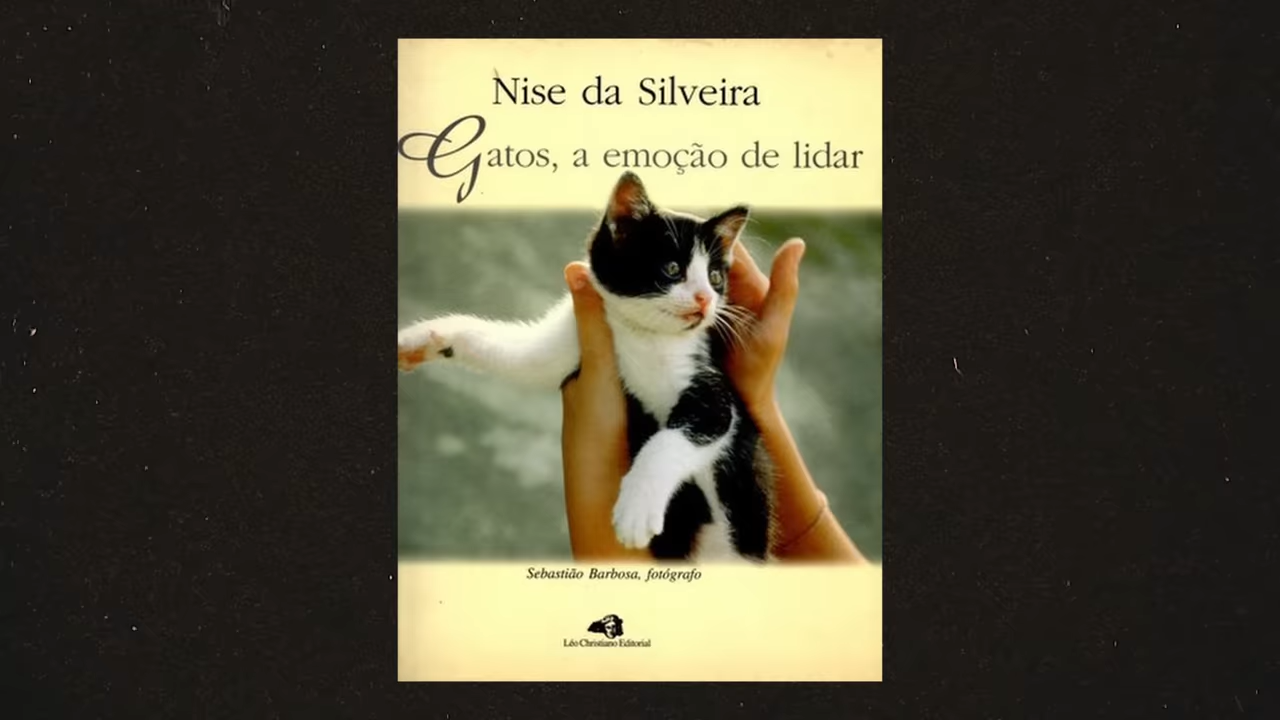 Nise da Silveira
Gatos, a emoção de lidar
Sebastião Barbosa, fotógrafo
Léo Christiano Editorial